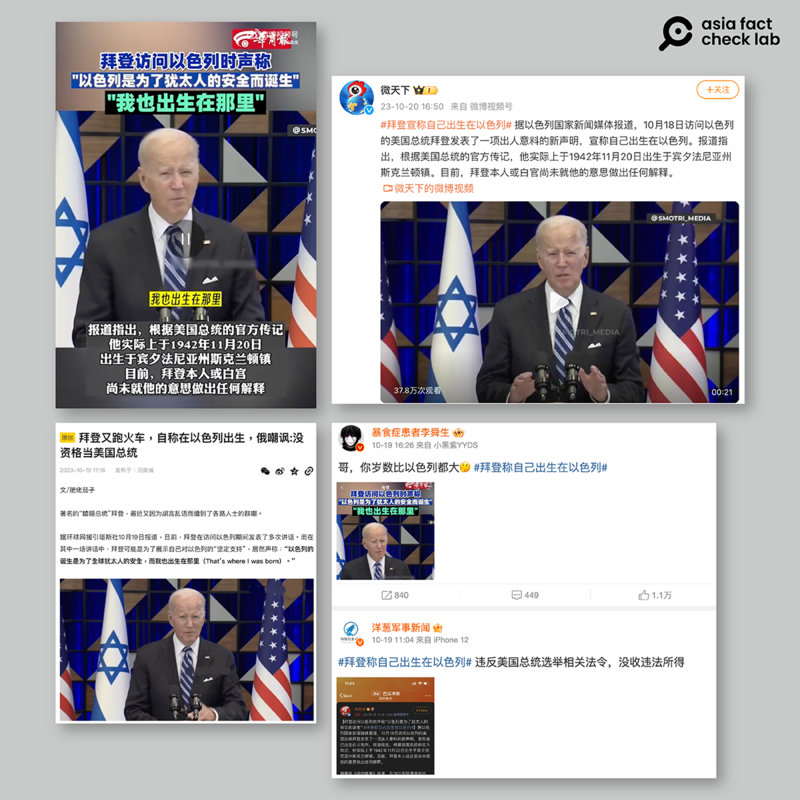 asia fact
check lab
拜登访问以色列时声称
"以色列是为了犹太人的安全而诞生"
"我也出生在那里"
我也出生在那里
报道指出，根据美国总统的官方传记
他实际上于1942年11月20日
出生于宾夕法尼亚州斯克兰顿镇
目前，拜登本人或白宫
尚未就他的意思做出任何解释
微天下
+关注
23-10-20 16:50 来自 微博视频号
#拜登宣称自己出生在以色列# 据以色列国家新闻媒体报道，10月18日访问以色列
的美国总统拜登发表了一项出人意料的新声明，宣称自己出生在以色列。报道指
出，根据美国总统的官方传记，他实际上于1942年11月20日出生于宾夕法尼亚州
斯克兰顿镇。目前，拜登本人或白宫尚未就他的意思做出任何解释。
微天下的微博视频
@SMOTRI_MEDIA
SMOTRI_MEDIA
37.8万次观看
00:21
拜登又跑火车，自称在以色列出生，俄嘲讽:没
资格当美国总统
著名的"瞌睡总统"拜登，最近又因为胡言乱语而遭到了各路人士的群嘲。
据环球网援引塔斯社10月19日报道，日前，拜登在访问以色列期间发表了多次讲话。而在
其中一场讲话中，拜登可能是为了展示自己对以色列的"坚定支持"，居然声称："以色列的
诞生是为了全球犹太人的安全，而我也出生在那里（That's where I was born）。"
暴食症患者李舜生
10-19 16:26 来自 小黑紫YYDS
哥，你岁数比以色列都大 #拜登称自己出生在以色列#
拜登访问以色列时声称
"以色列是为了犹太人的安全而诞生"
"我也出生在那里"
840
449
1.1万
洋葱军事新闻
10-19 11:04 来自 iPhone 12
#拜登称自己出生在以色列# 违反美国总统选举相关法令，没收违法所得